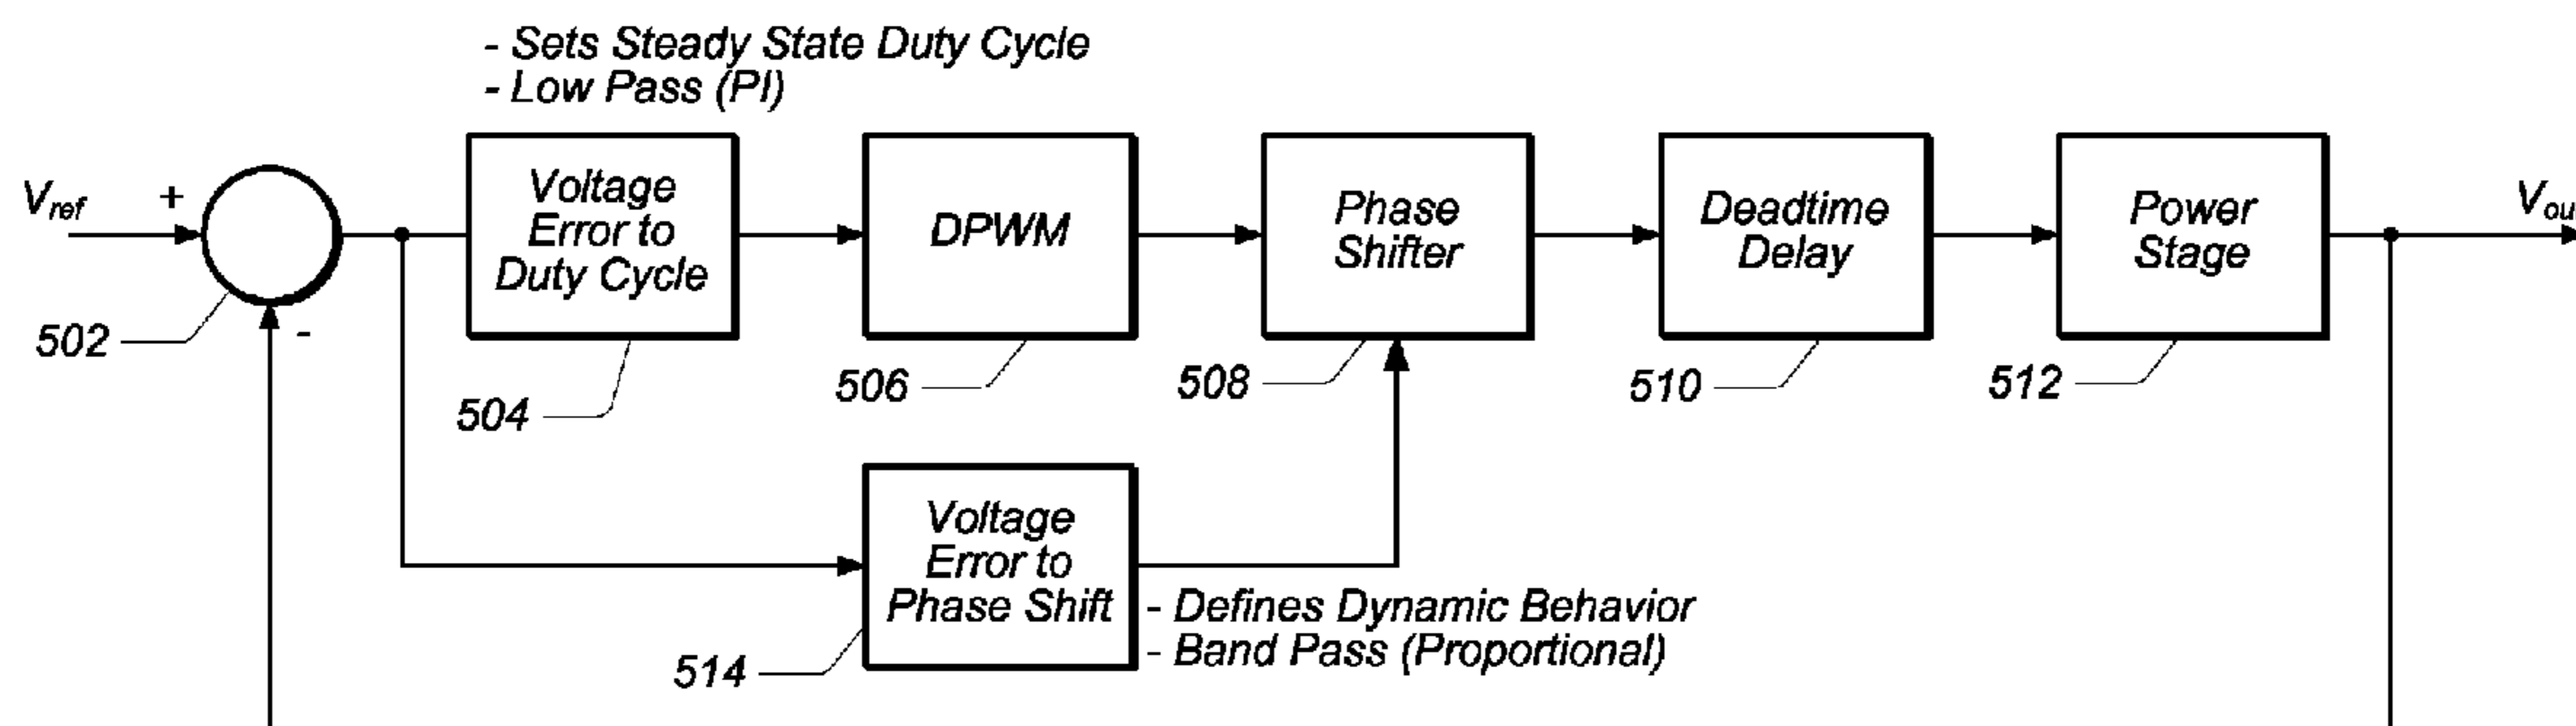 - Sets Steady State Duty Cycle
- Low Pass (PI)
Vref
+
-
502
Voltage
Error to
Duty Cycle
504
DPWM
506
Phase
Shifter
508
Deadtime
Delay
510
Power
Stage
512
Vou
Voltage
Error to
Phase Shift
514
- Defines Dynamic Behavior
- Band Pass (Proportional)